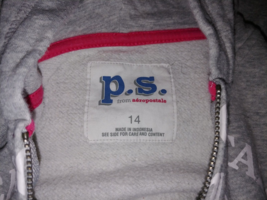 p.s.
from aéropostale
14
MADE IN INDONESIA
SEE SIDE FOR CARE AND CONTENT
A